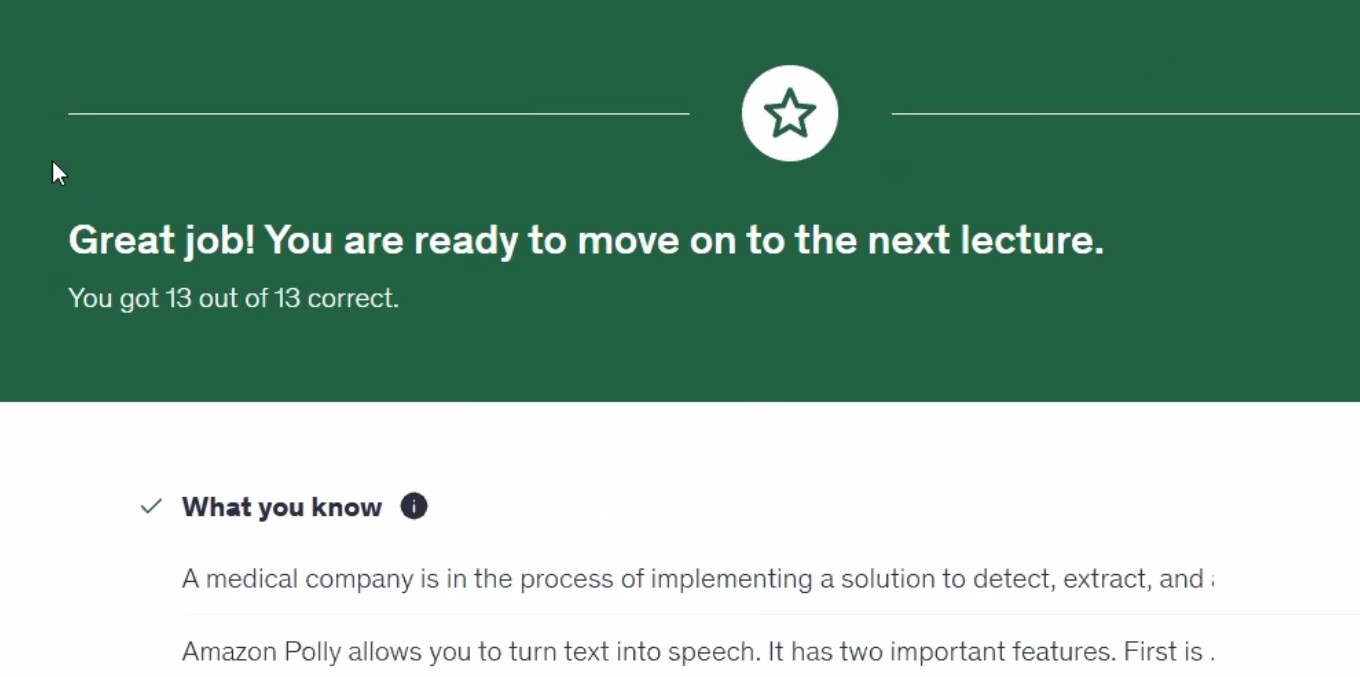 Great job! You are ready to move on to the next lecture.
You got 13 out of 13 correct.
What you know
A medical company is in the process of implementing a solution to detect, extract, and
Amazon Polly allows you to turn text into speech. It has two important features. First is .